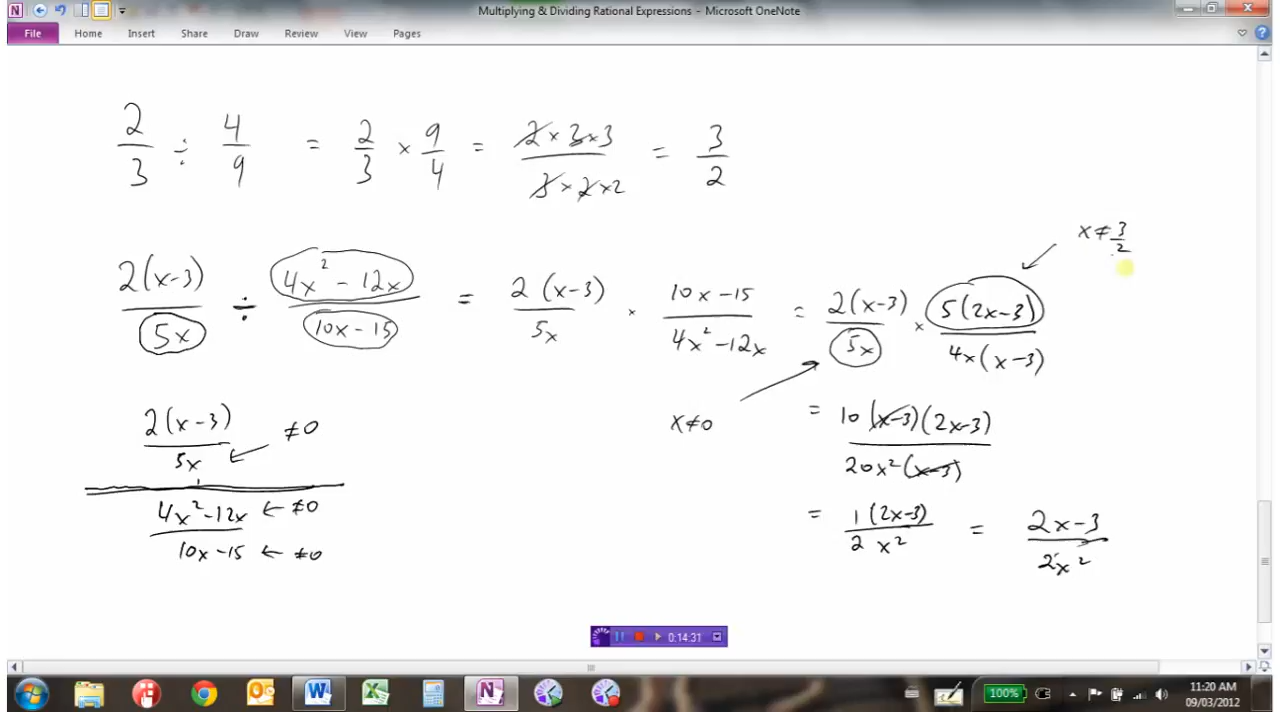 Multiplying & Dividing Rational Expressions - Microsoft OneNote
File Home Insert Share Draw Review View Pages
2/3 ÷ 4/9 = 2/3 × 9/4 = 2×3×3/3×2×2 = 3/2
x≠3/2
2(x-3)/5x ÷ 4x²-12x/10x-15 = 2(x-3)/5x · 10x-15/4x²-12x = 2(x-3)/5x × 5(2x-3)/4x(x-3)
x≠0
= 10(x-3)(2x-3)/20x²(x-3)
2(x-3) ≠0
5x
4x²-12x ← ≠0
10x-15 ← ≠0
= 1(2x-3)/2x² = 2x-3/2x²
0:14:31
100%
11:20 AM
09/03/2012